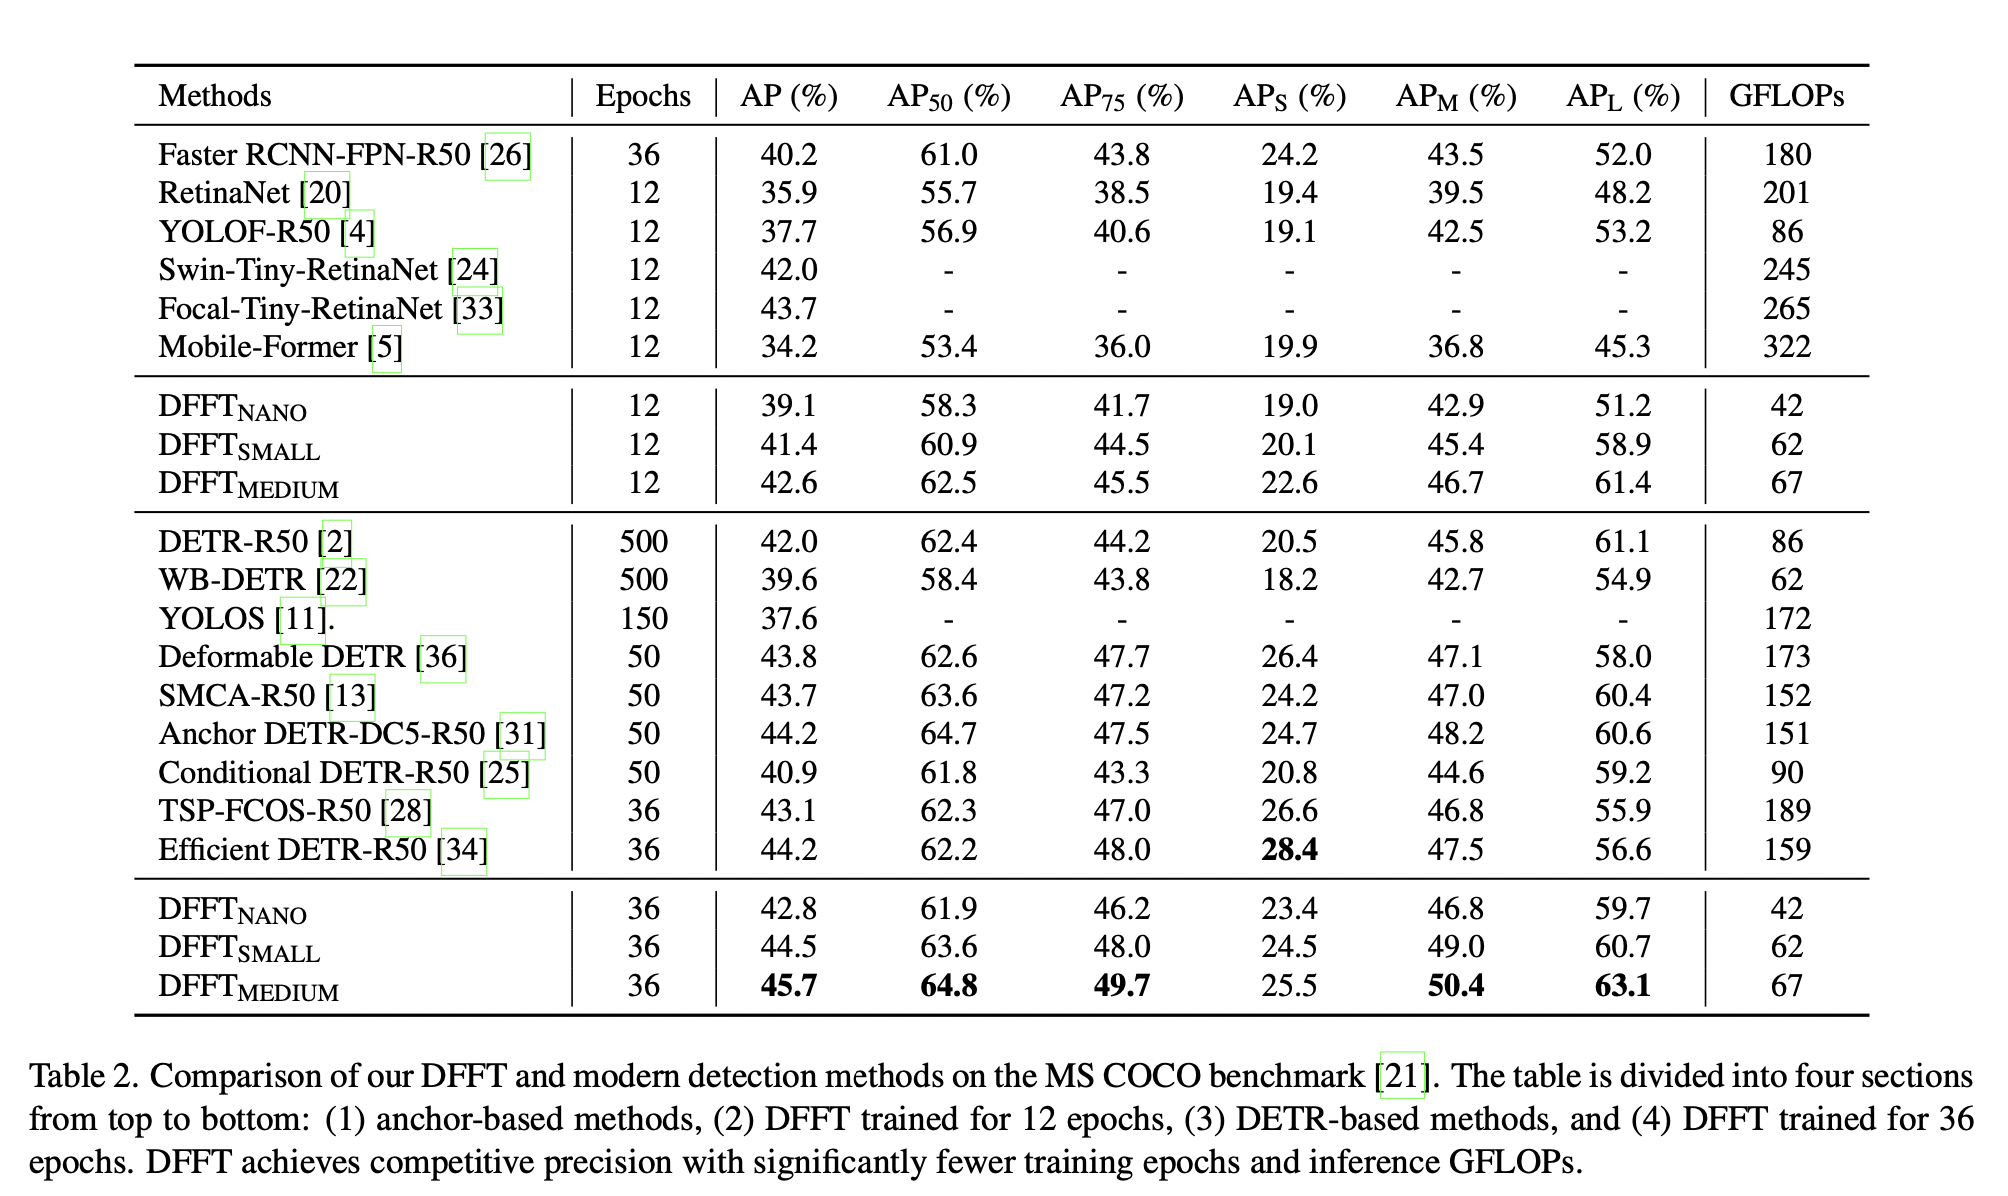 Methods Epochs AP (%) AP50 (%) AP75 (%) APS (%) APM (%) APL (%) GFLOPs
Faster RCNN-FPN-R50 [26] 36 40.2 61.0 43.8 24.2 43.5 52.0 180
RetinaNet [20] 12 35.9 55.7 38.5 19.4 39.5 48.2 201
YOLOF-R50 [4] 12 37.7 56.9 40.6 19.1 42.5 53.2 86
Swin-Tiny-RetinaNet [24] 12 42.0 - - - - - 245
Focal-Tiny-RetinaNet [33] 12 43.7 - - - - - 265
Mobile-Former [5] 12 34.2 53.4 36.0 19.9 36.8 45.3 322
DFFTNANO 12 39.1 58.3 41.7 19.0 42.9 51.2 42
DFFTSMALL 12 41.4 60.9 44.5 20.1 45.4 58.9 62
DFFTMEDIUM 12 42.6 62.5 45.5 22.6 46.7 61.4 67
DETR-R50 [2] 500 42.0 62.4 44.2 20.5 45.8 61.1 86
WB-DETR [22] 500 39.6 58.4 43.8 18.2 42.7 54.9 62
YOLOS [11]. 150 37.6 - - - - - 172
Deformable DETR [36] 50 43.8 62.6 47.7 26.4 47.1 58.0 173
SMCA-R50 [13] 50 43.7 63.6 47.2 24.2 47.0 60.4 152
Anchor DETR-DC5-R50 [31] 50 44.2 64.7 47.5 24.7 48.2 60.6 151
Conditional DETR-R50 [25] 50 40.9 61.8 43.3 20.8 44.6 59.2 90
TSP-FCOS-R50 [28] 36 43.1 62.3 47.0 26.6 46.8 55.9 189
Efficient DETR-R50 [34] 36 44.2 62.2 48.0 28.4 47.5 56.6 159
DFFTNANO 36 42.8 61.9 46.2 23.4 46.8 59.7 42
DFFTSMALL 36 44.5 63.6 48.0 24.5 49.0 60.7 62
DFFTMEDIUM 36 45.7 64.8 49.7 25.5 50.4 63.1 67
Table 2. Comparison of our DFFT and modern detection methods on the MS COCO benchmark [21]. The table is divided into four sections
from top to bottom: (1) anchor-based methods, (2) DFFT trained for 12 epochs, (3) DETR-based methods, and (4) DFFT trained for 36
epochs. DFFT achieves competitive precision with significantly fewer training epochs and inference GFLOPs.